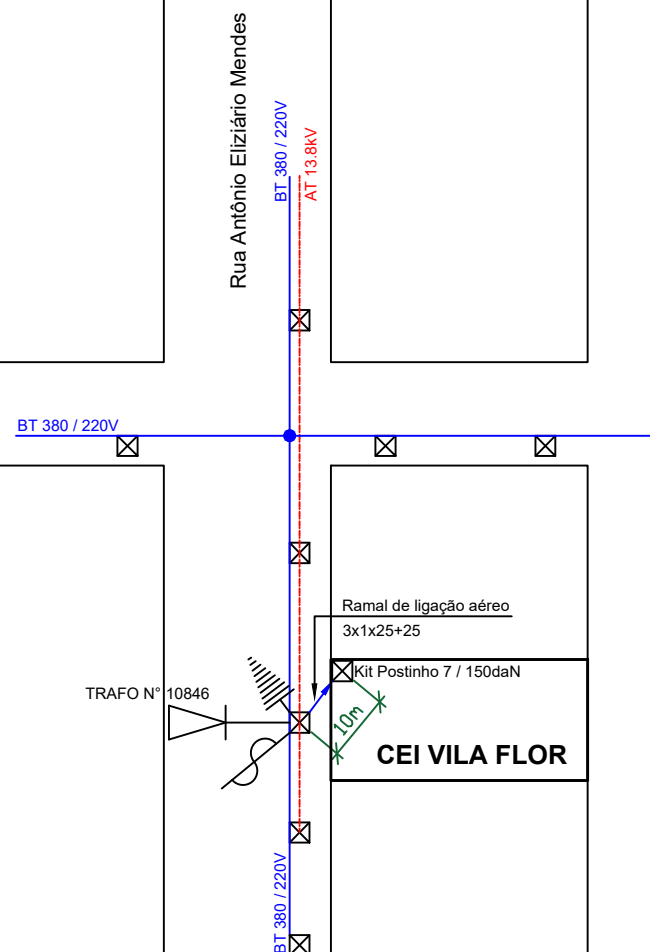 Rua Antônio Eliziário Mendes
BT 380 / 220V
AT 13.8kV
BT 380 / 220V
Ramal de ligação aéreo
3x1x25+25
Kit Postinho 7 / 150daN
TRAFO N° 10846
10m
CEI VILA FLOR
BT 380 / 220V